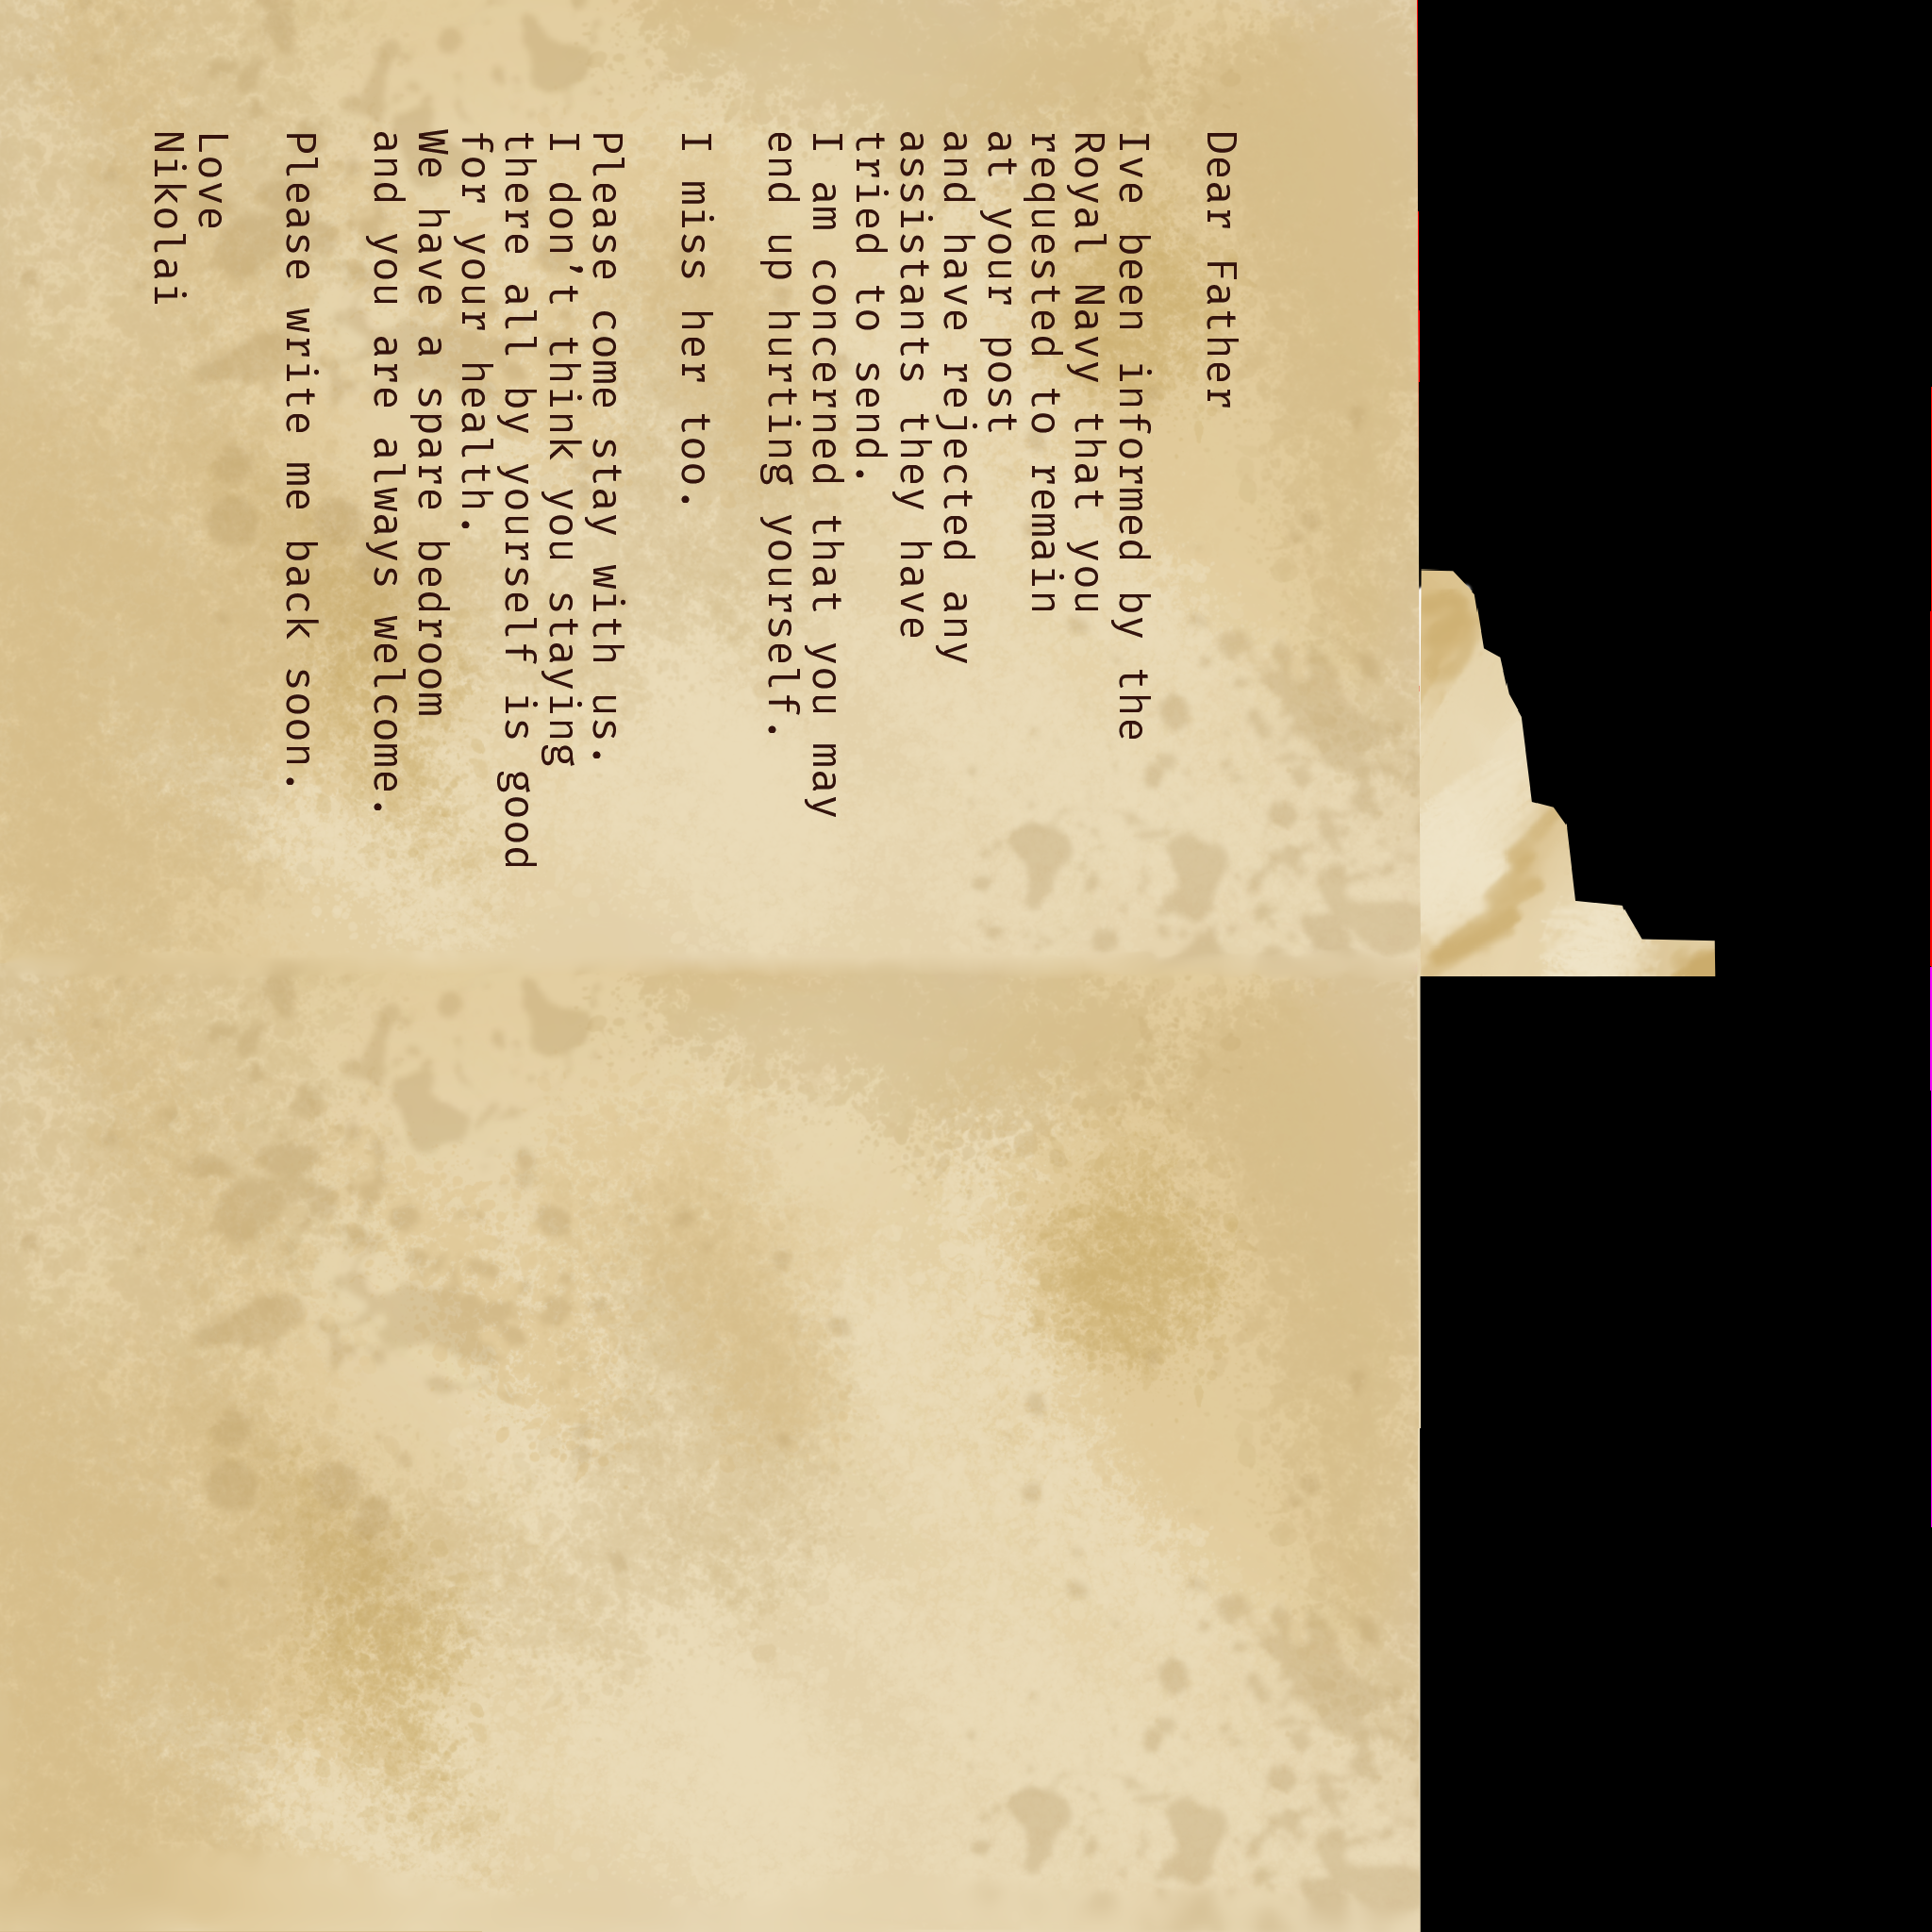 Dear Father
Ive been informed by the
Royal Navy that you
requested to remain
at your post
and have rejected any
assistants they have
tried to send.
I am concerned that you may
end up hurting yourself.
I miss her too.
Please come stay with us.
I don't think you staying
there all by yourself is good
for your health.
We have a spare bedroom
and you are always welcome.
Please write me back soon.
Love
Nikolai